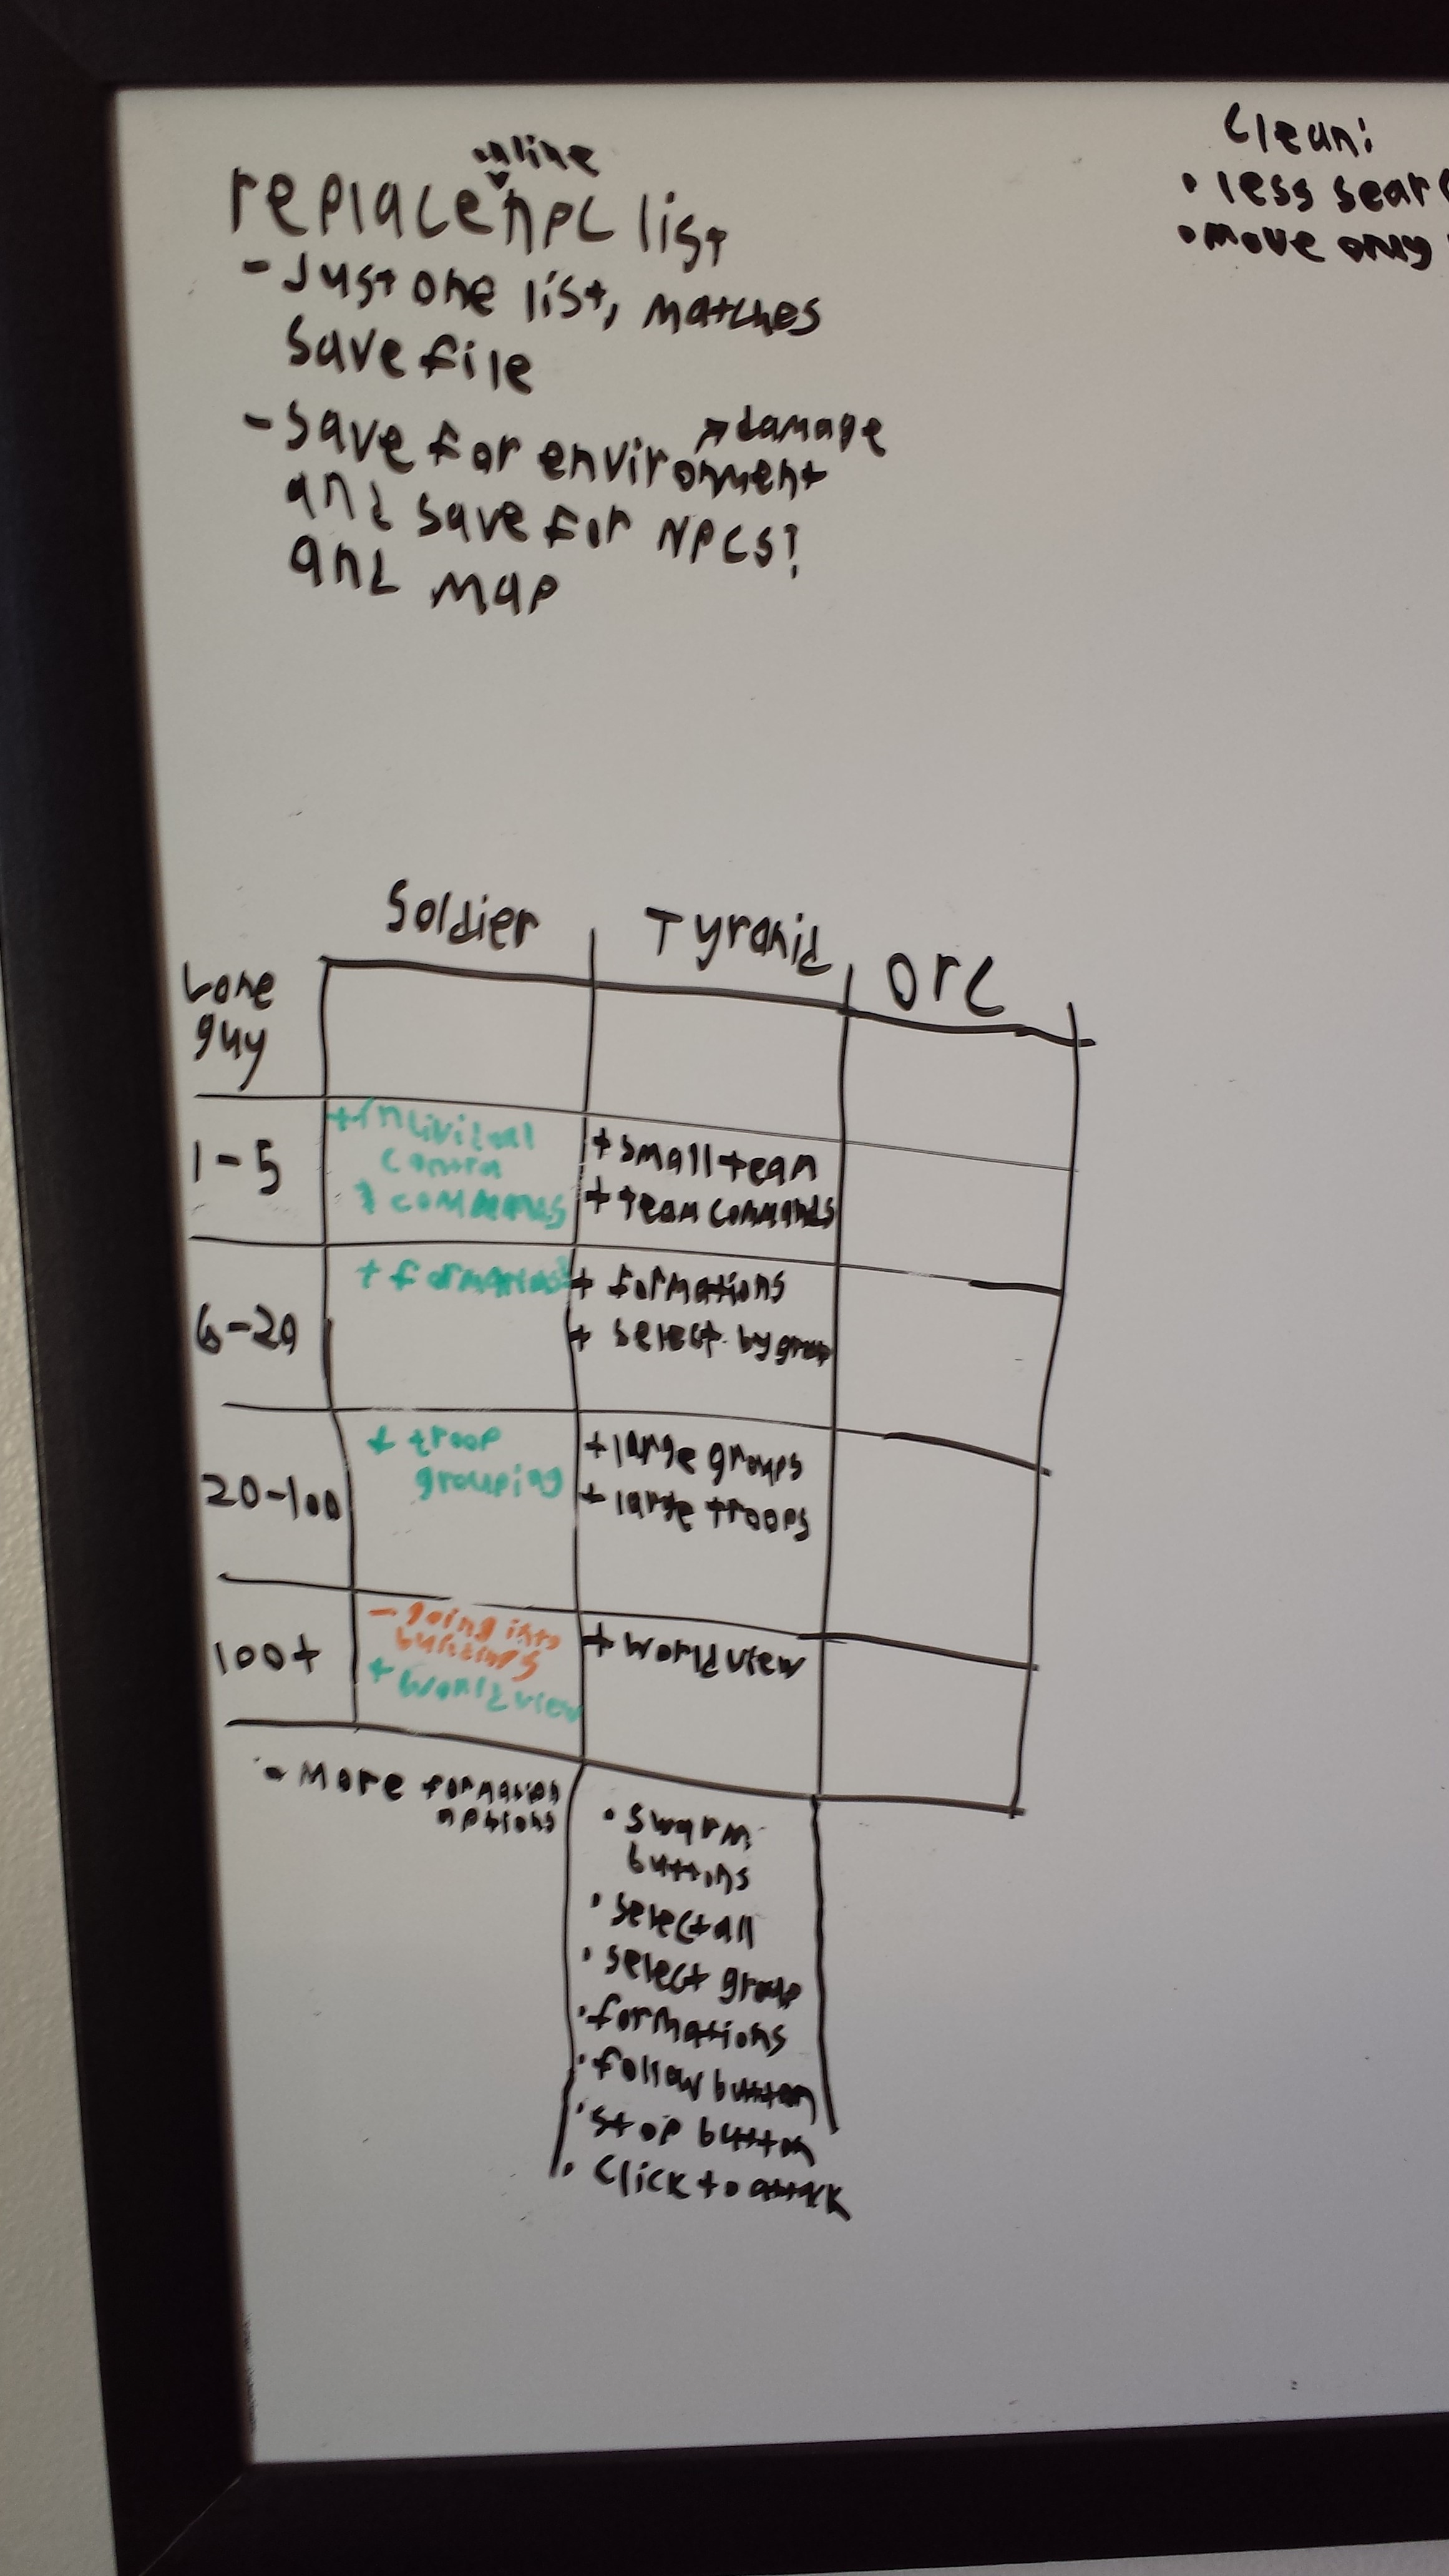 inline
replace npc list
- Just one list, matches
save file
- save for environment
→ damage
and save for NPCs?
and map
Clean:
• less sear
• move only
Soldier Tyranid Orc
Lone
guy
1-5
+ individual
control
& commands
+ small team
+ team commands
6-20
+ formations
+ formations
+ select by group
20-100
+ troop
grouping
+ large groups
+ large troops
100+
- going into
buildings
+ world view
+ world view
- More formation
options
• swarm
buttons
• select all
• select group
• formations
• follow button
• stop button
• click to attack